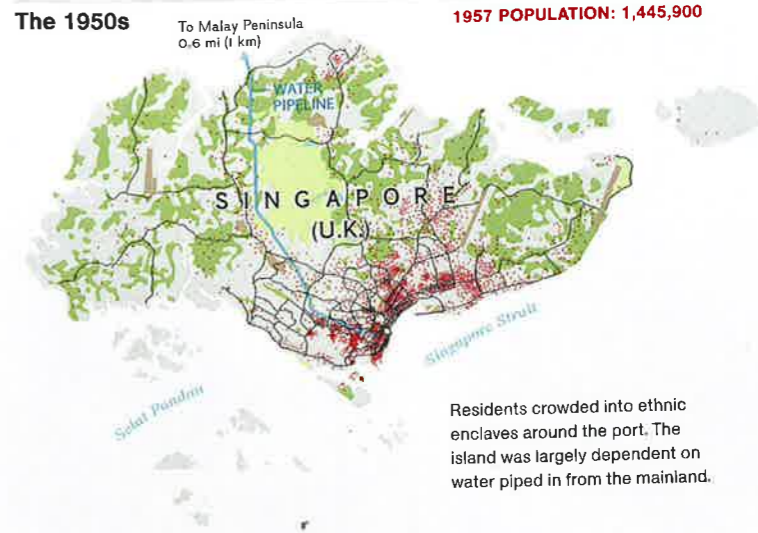 The 1950s
To Malay Peninsula
0.6 mi (1 km)
1957 POPULATION: 1,445,900
WATER
PIPELINE
SINGAPORE
(U.K.)
Singapore Strait
Selat Pandan
Residents crowded into ethnic
enclaves around the port. The
island was largely dependent on
water piped in from the mainland.